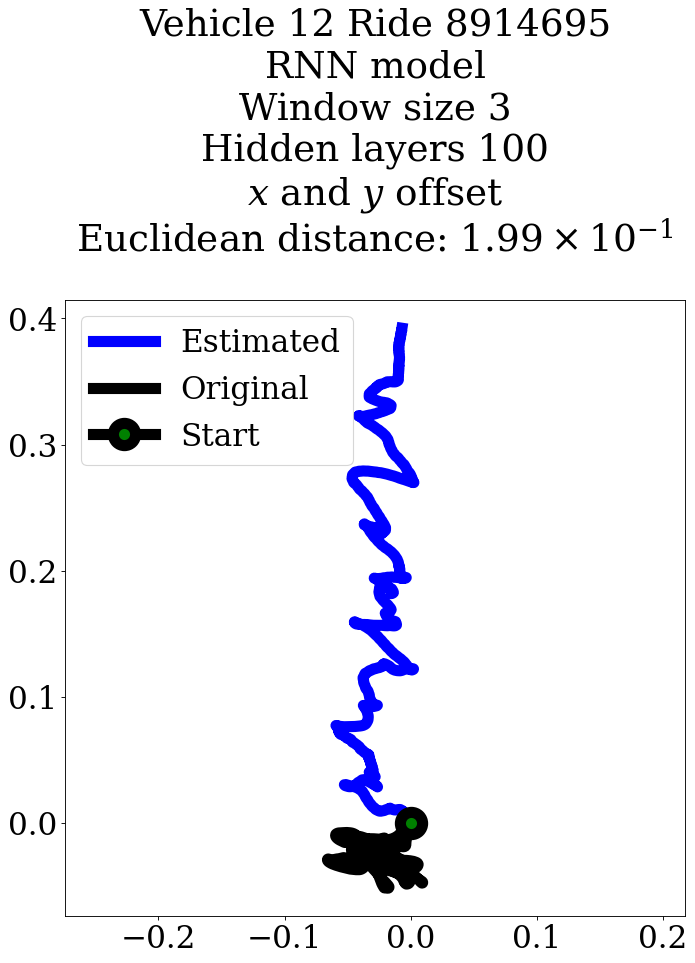 Vehicle 12 Ride 8914695
RNN model
Window size 3
Hidden layers 100
x and y offset
Euclidean distance: 1.99 × 10⁻¹
Estimated
Original
Start
0.4
0.3
0.2
0.1
0.0
−0.2 −0.1 0.0 0.1 0.2